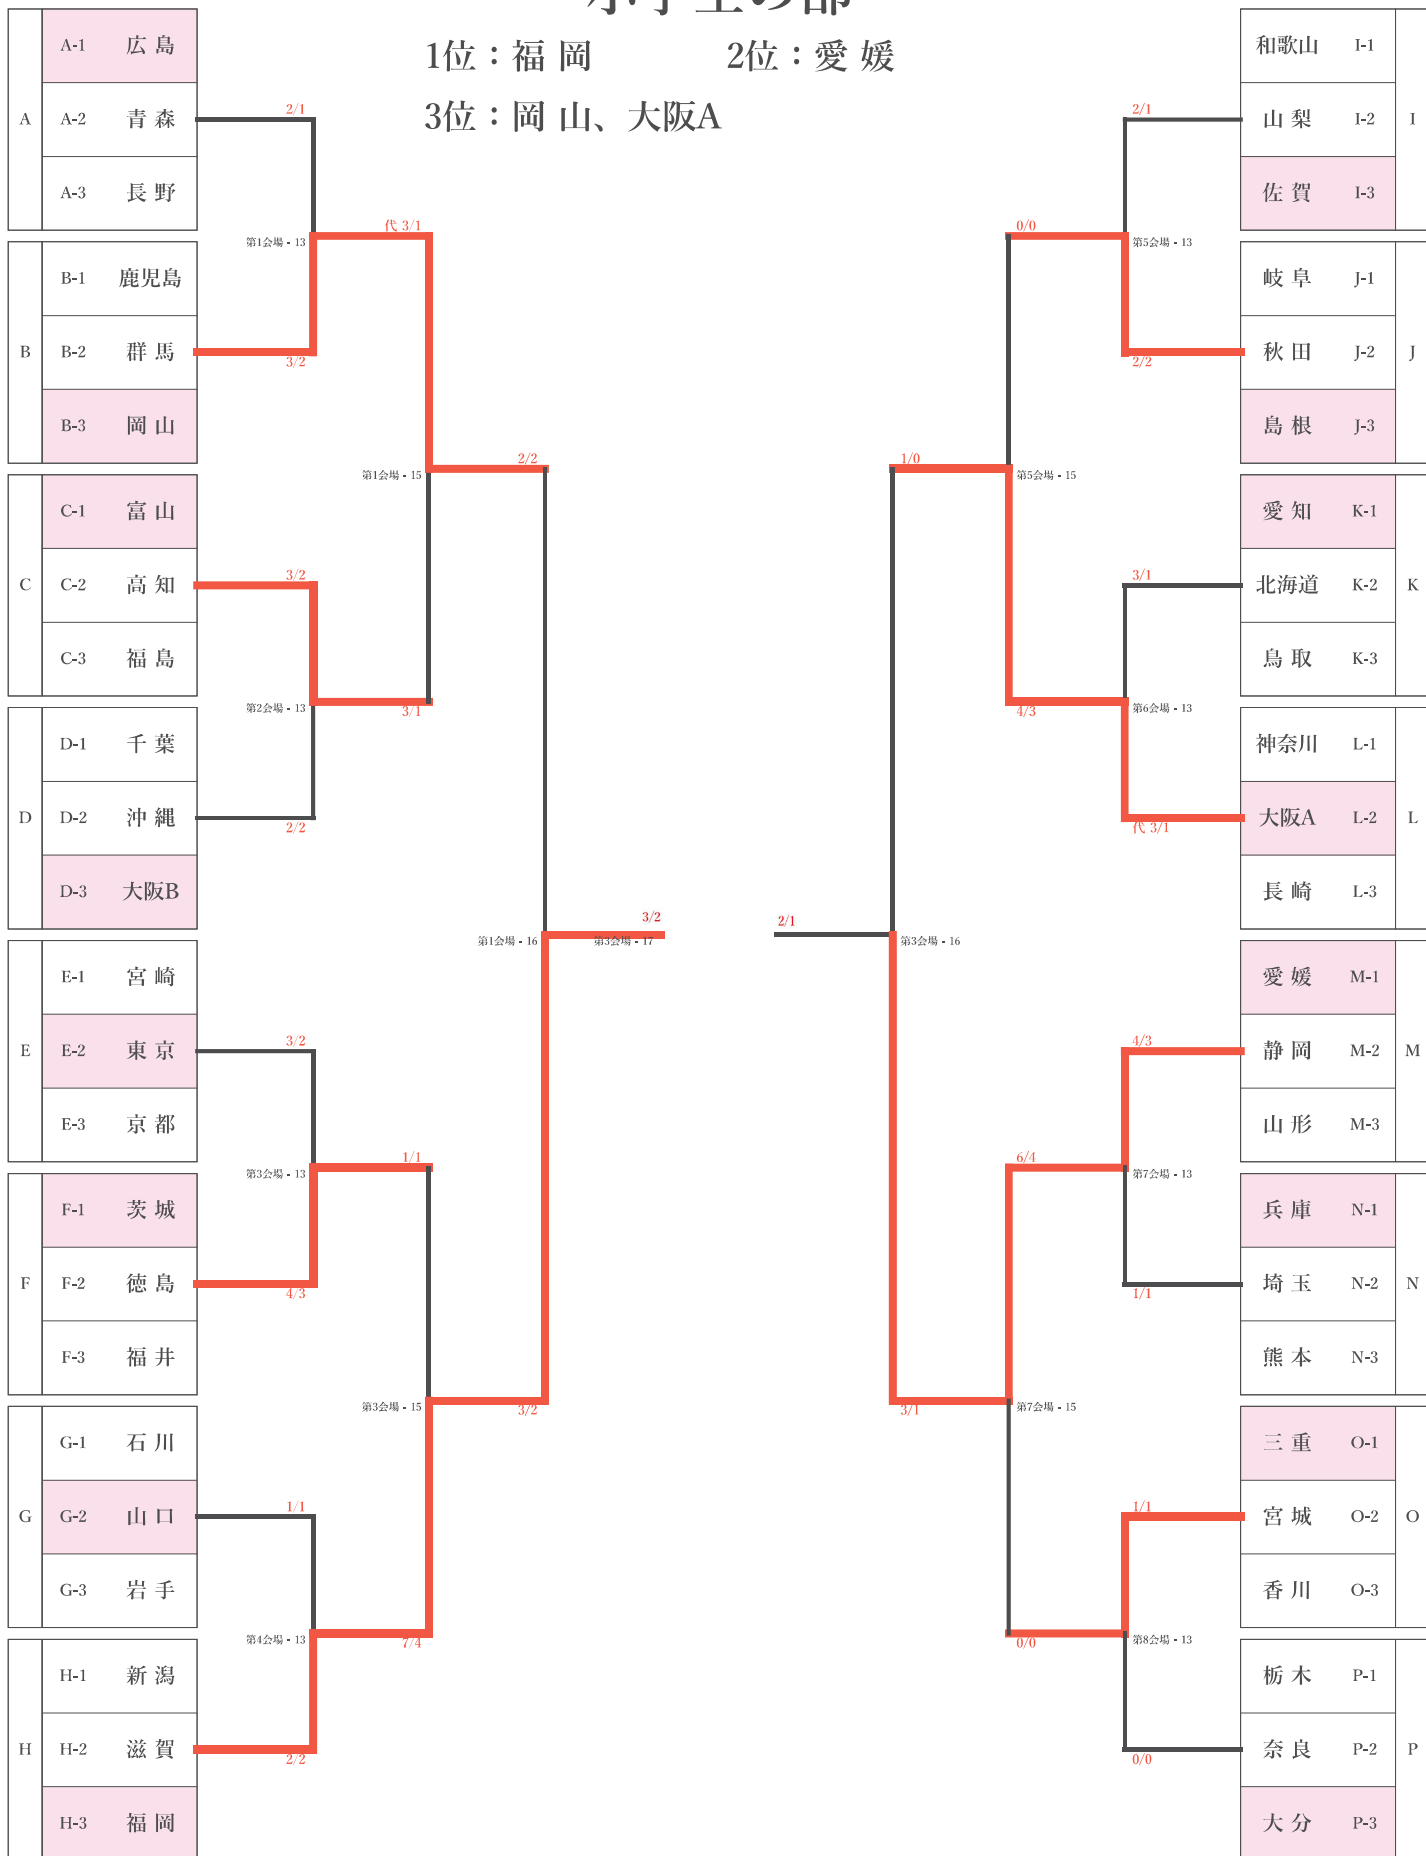 小学生の部
1位：福 岡 2位：愛 媛
3位：岡 山、大阪A
A
A-1 広 島
A-2 青 森
A-3 長 野
B
B-1 鹿児島
B-2 群 馬
B-3 岡 山
C
C-1 富 山
C-2 高 知
C-3 福 島
D
D-1 千 葉
D-2 沖 縄
D-3 大阪B
E
E-1 宮 崎
E-2 東 京
E-3 京 都
F
F-1 茨 城
F-2 徳 島
F-3 福 井
G
G-1 石 川
G-2 山 口
G-3 岩 手
H
H-1 新 潟
H-2 滋 賀
H-3 福 岡
2/1
第1会場 - 13
3/2
3/2
第2会場 - 13
2/2
3/2
第3会場 - 13
4/3
1/1
第4会場 - 13
2/2
代 3/1
第1会場 - 15
3/1
1/1
第3会場 - 15
7/4
2/2
第1会場 - 16
3/2
3/2
第3会場 - 17
2/1
1/0
第3会場 - 16
3/1
0/0
第5会場 - 15
4/3
6/4
第7会場 - 15
0/0
2/1
第5会場 - 13
2/2
3/1
第6会場 - 13
代 3/1
4/3
第7会場 - 13
1/1
1/1
第8会場 - 13
0/0
和歌山 I-1
山 梨 I-2
佐 賀 I-3
I
岐 阜 J-1
秋 田 J-2
島 根 J-3
J
愛 知 K-1
北海道 K-2
鳥 取 K-3
K
神奈川 L-1
大阪A L-2
長 崎 L-3
L
愛 媛 M-1
静 岡 M-2
山 形 M-3
M
兵 庫 N-1
埼 玉 N-2
熊 本 N-3
N
三 重 O-1
宮 城 O-2
香 川 O-3
O
栃 木 P-1
奈 良 P-2
大 分 P-3
P